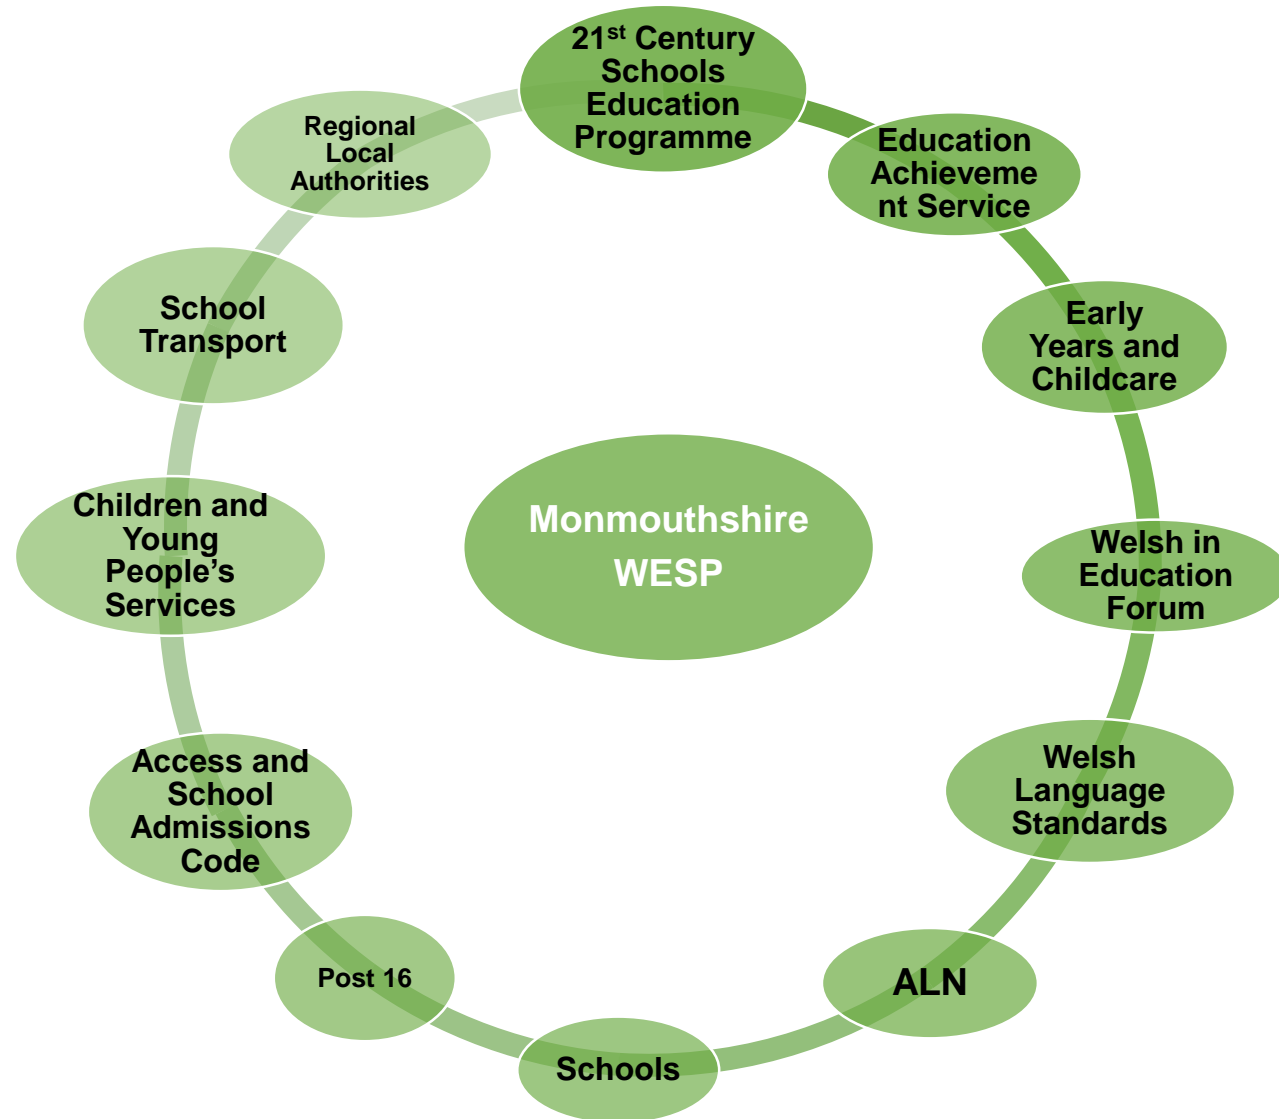 21st Century
Schools
Education
Programme
Education
Achieveme
nt Service
Early
Years and
Childcare
Welsh in
Education
Forum
Welsh
Language
Standards
ALN
Schools
Post 16
Access and
School
Admissions
Code
Children and
Young
People’s
Services
School
Transport
Regional
Local
Authorities
Monmouthshire
WESP